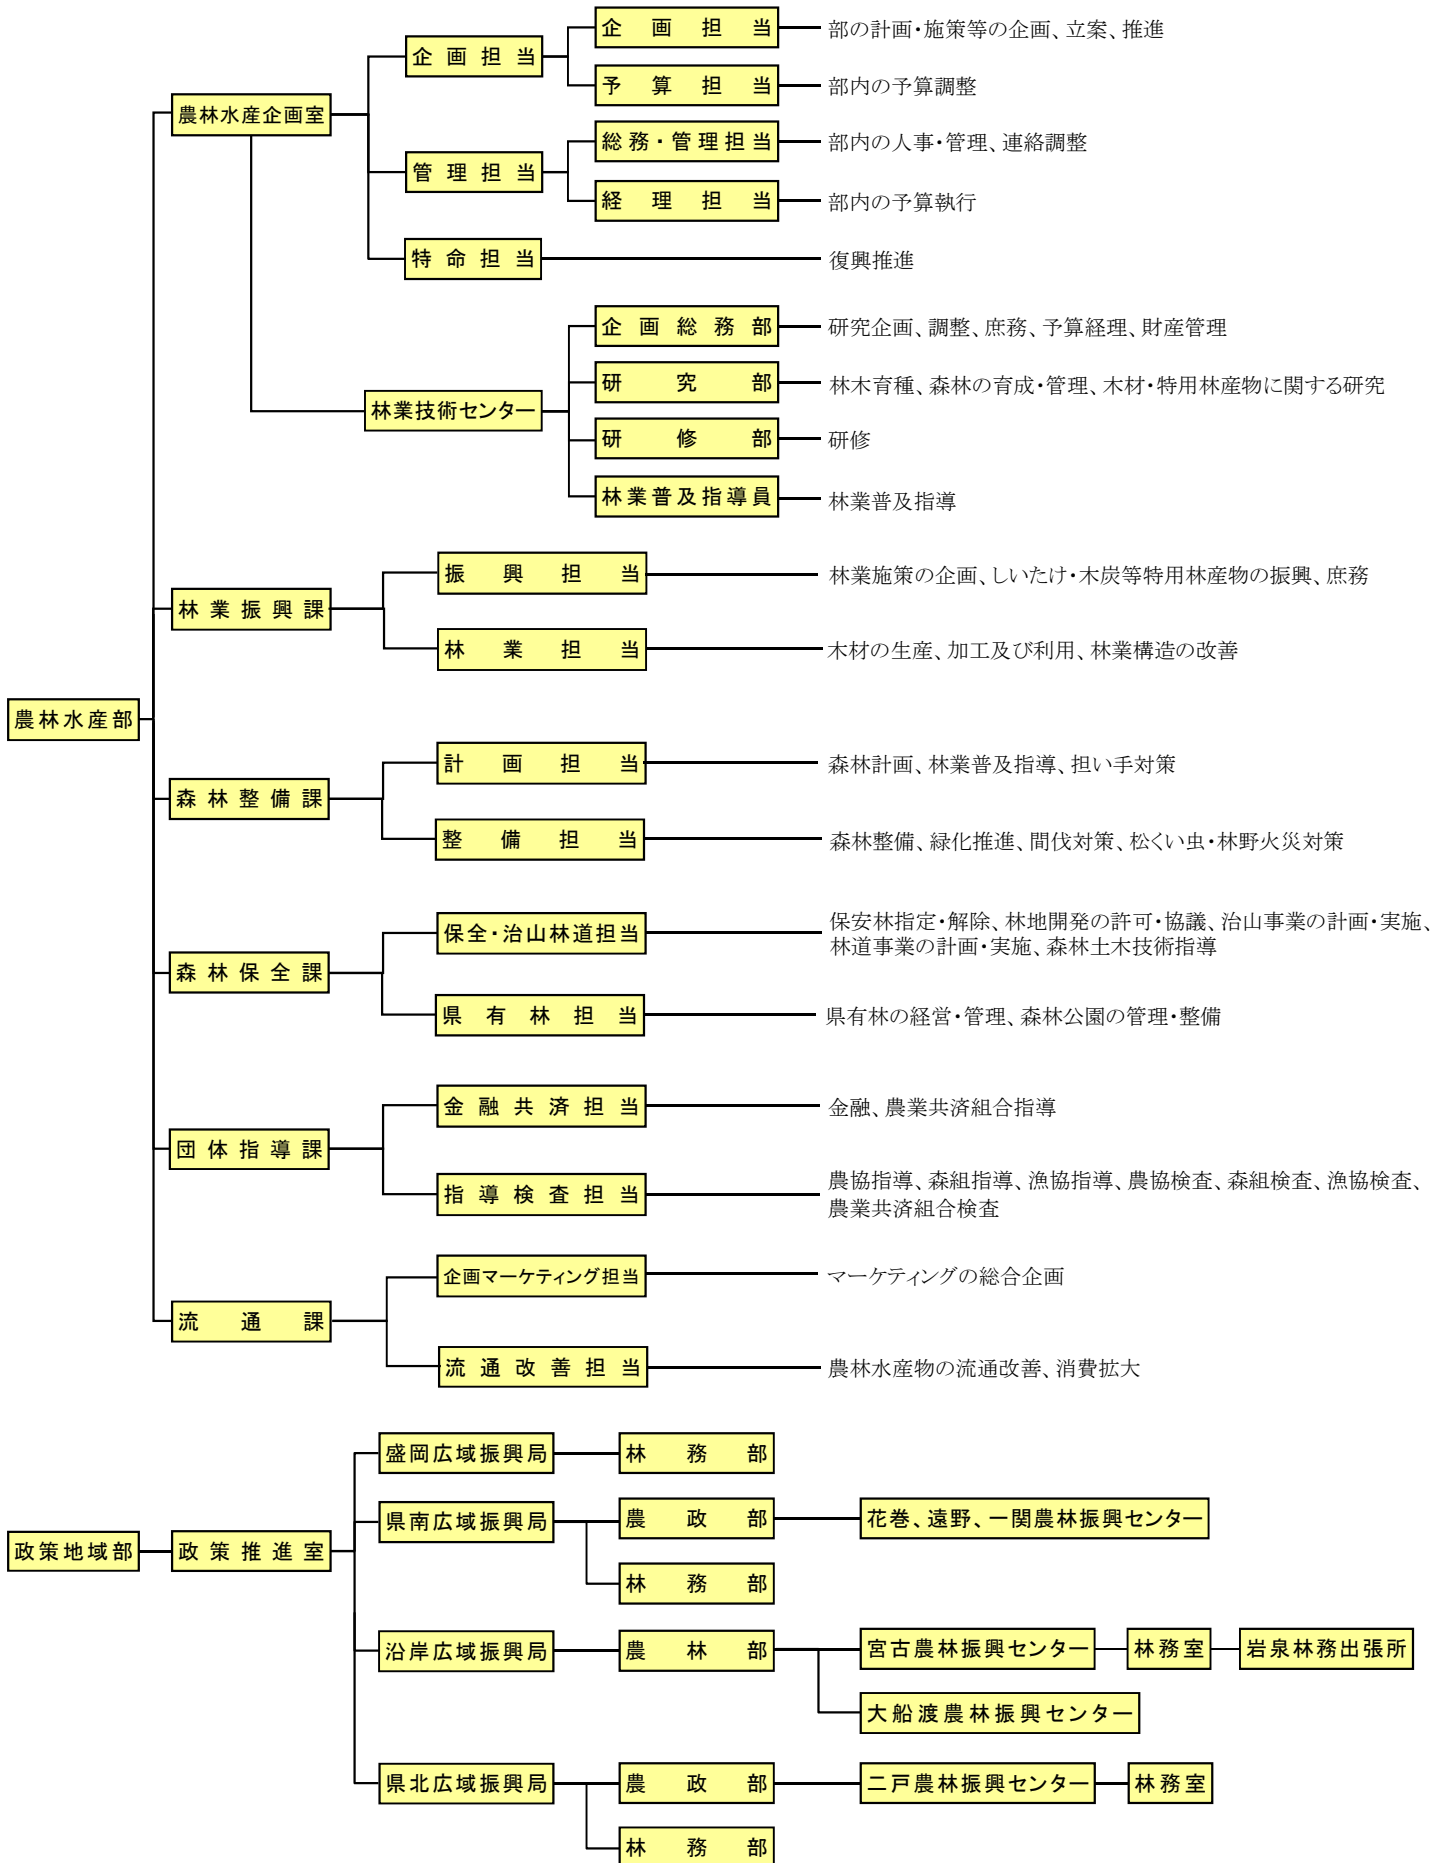 企画担当
部の計画・施策等の企画、立案、推進
企画担当
予算担当
部内の予算調整
農林水産企画室
総務・管理担当
部内の人事・管理、連絡調整
管理担当
経理担当
部内の予算執行
特命担当
復興推進
企画総務部
研究企画、調整、庶務、予算経理、財産管理
研究部
林木育種、森林の育成・管理、木材・特用林産物に関する研究
林業技術センター
研修部
研修
林業普及指導員
林業普及指導
振興担当
林業施策の企画、しいたけ・木炭等特用林産物の振興、庶務
林業振興課
林業担当
木材の生産、加工及び利用、林業構造の改善
農林水産部
計画担当
森林計画、林業普及指導、担い手対策
森林整備課
整備担当
森林整備、緑化推進、間伐対策、松くい虫・林野火災対策
保全・治山林道担当
保安林指定・解除、林地開発の許可・協議、治山事業の計画・実施、
林道事業の計画・実施、森林土木技術指導
森林保全課
県有林担当
県有林の経営・管理、森林公園の管理・整備
金融共済担当
金融、農業共済組合指導
団体指導課
指導検査担当
農協指導、森組指導、漁協指導、農協検査、森組検査、漁協検査、
農業共済組合検査
企画マーケティング担当
マーケティングの総合企画
流通課
流通改善担当
農林水産物の流通改善、消費拡大
盛岡広域振興局
林務部
県南広域振興局
農政部
花巻、遠野、一関農林振興センター
政策地域部
政策推進室
林務部
沿岸広域振興局
農林部
宮古農林振興センター
林務室
岩泉林務出張所
大船渡農林振興センター
県北広域振興局
農政部
二戸農林振興センター
林務室
林務部